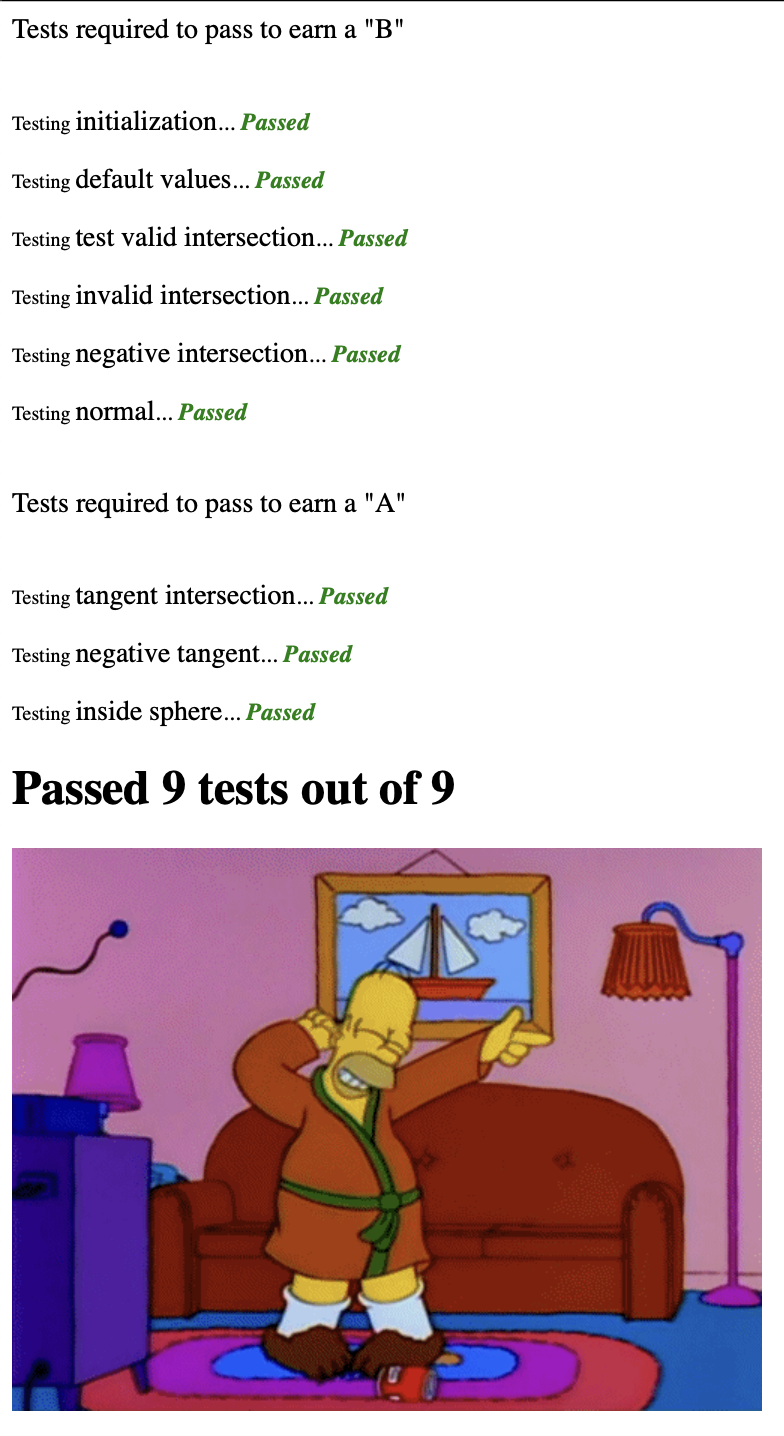 Tests required to pass to earn a "B"
Testing initialization... Passed
Testing default values... Passed
Testing test valid intersection... Passed
Testing invalid intersection... Passed
Testing negative intersection... Passed
Testing normal... Passed
Tests required to pass to earn a "A"
Testing tangent intersection... Passed
Testing negative tangent... Passed
Testing inside sphere... Passed
Passed 9 tests out of 9